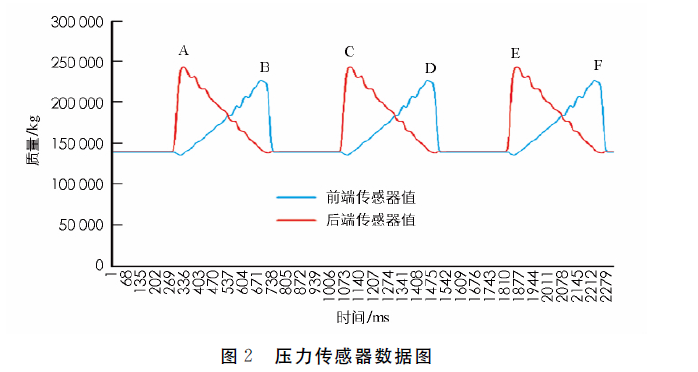 300 000
250 000
200 000
150 000
100 000
50 000
0
质量/kg
A
B
C
D
E
F
前端传感器值
后端传感器值
1 68 135 202 269 336 403 470 537 604 671 738 805 872 939 1006 1073 1140 1207 1274 1341 1408 1475 1542 1609 1676 1743 1810 1877 1944 2011 2078 2145 2212 2279
时间/ms
图 2 压力传感器数据图